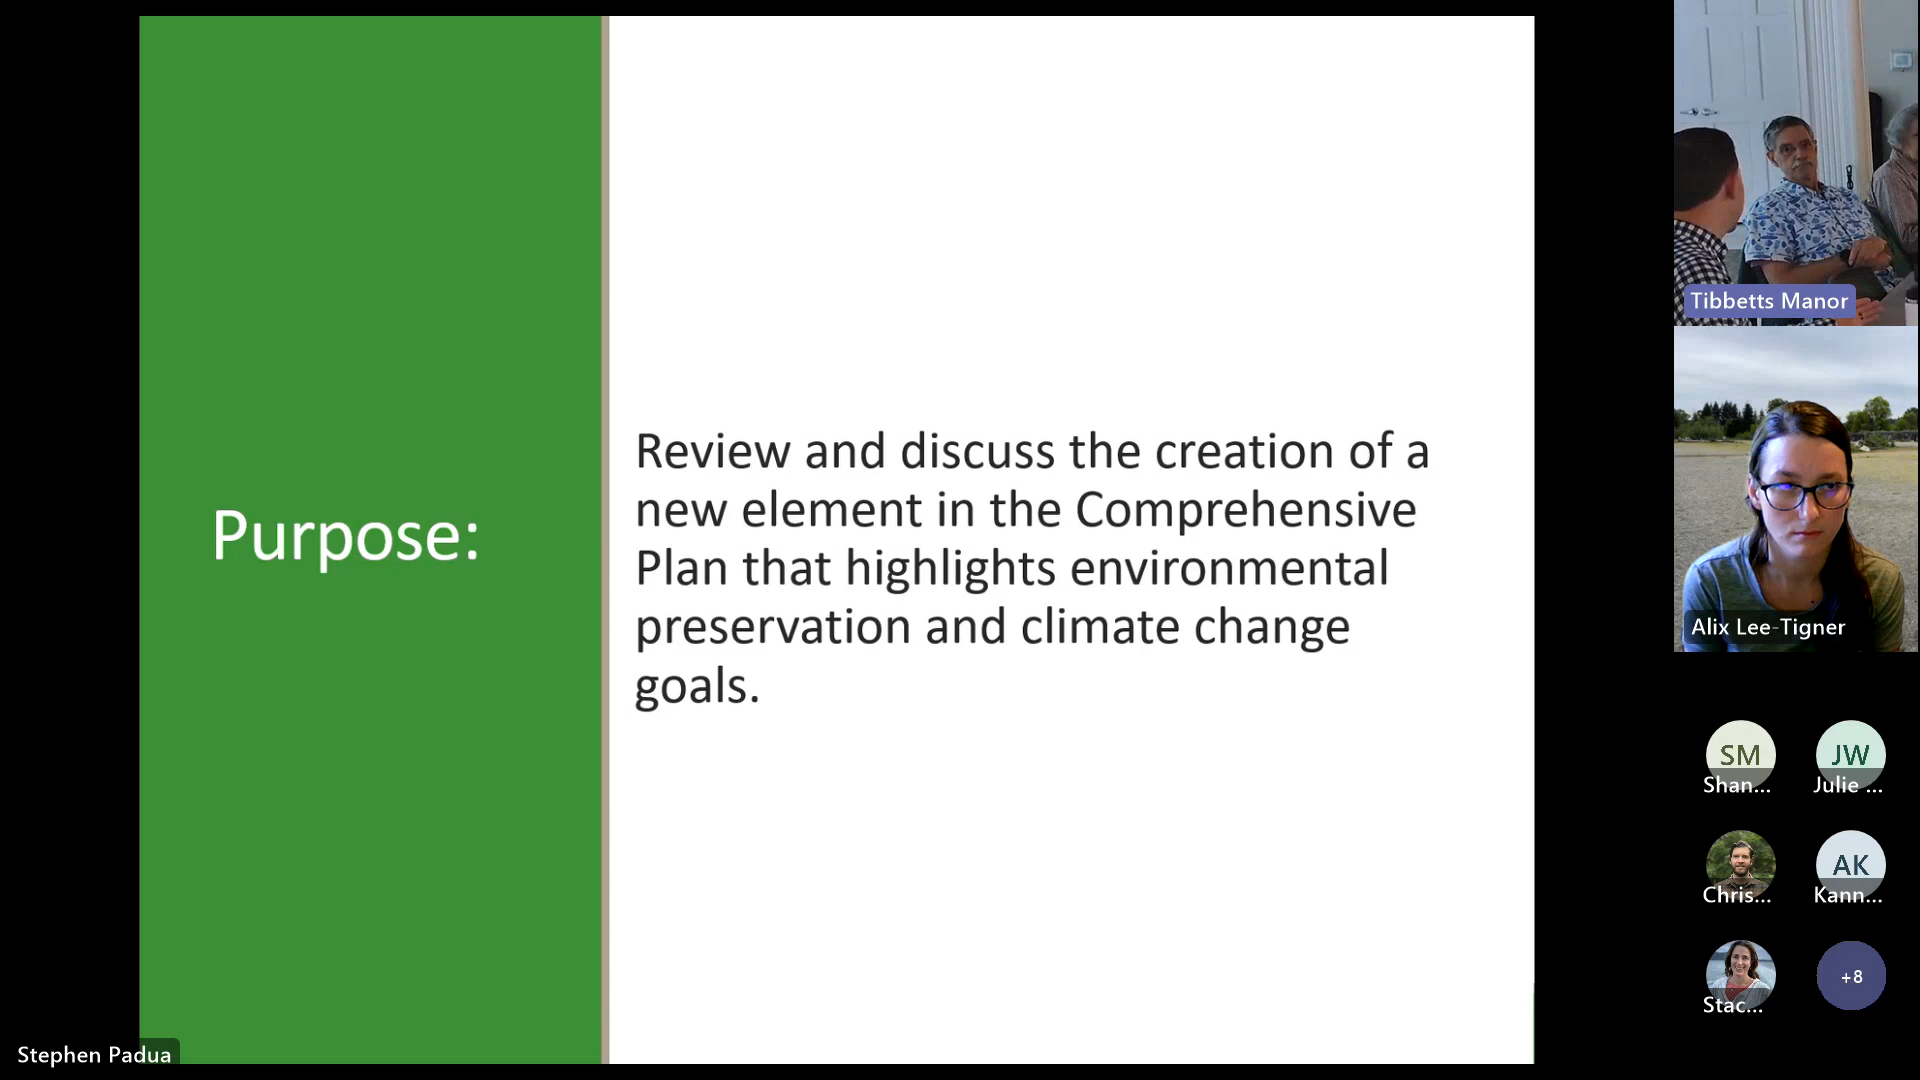 Purpose:
Review and discuss the creation of a
new element in the Comprehensive
Plan that highlights environmental
preservation and climate change
goals.
Tibbetts Manor
Alix Lee-Tigner
SM
Shan...
JW
Julie ...
Chris...
AK
Kann...
Stac...
+8
Stephen Padua